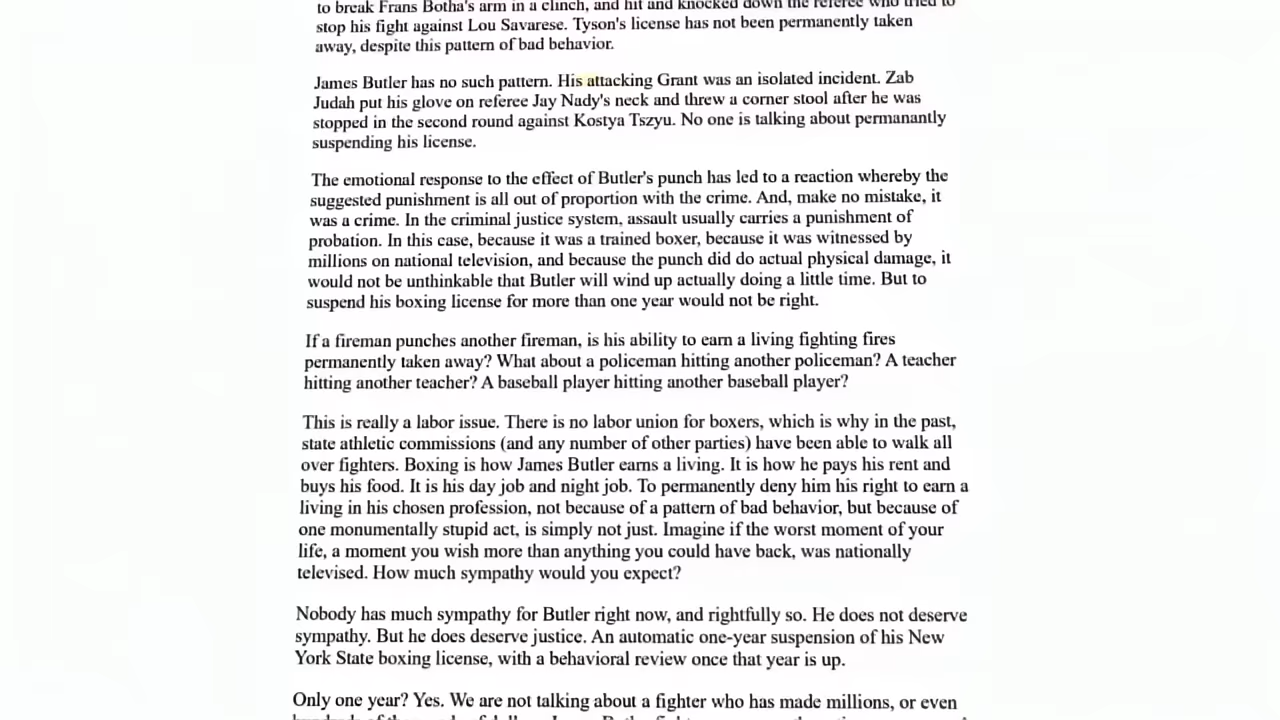 to break Frans Botha's arm in a clinch, and hit and knocked down the referee who tried to
stop his fight against Lou Savarese. Tyson's license has not been permanently taken
away, despite this pattern of bad behavior.
James Butler has no such pattern. His attacking Grant was an isolated incident. Zab
Judah put his glove on referee Jay Nady's neck and threw a corner stool after he was
stopped in the second round against Kostya Tszyu. No one is talking about permanantly
suspending his license.
The emotional response to the effect of Butler's punch has led to a reaction whereby the
suggested punishment is all out of proportion with the crime. And, make no mistake, it
was a crime. In the criminal justice system, assault usually carries a punishment of
probation. In this case, because it was a trained boxer, because it was witnessed by
millions on national television, and because the punch did do actual physical damage, it
would not be unthinkable that Butler will wind up actually doing a little time. But to
suspend his boxing license for more than one year would not be right.
If a fireman punches another fireman, is his ability to earn a living fighting fires
permanently taken away? What about a policeman hitting another policeman? A teacher
hitting another teacher? A baseball player hitting another baseball player?
This is really a labor issue. There is no labor union for boxers, which is why in the past,
state athletic commissions (and any number of other parties) have been able to walk all
over fighters. Boxing is how James Butler earns a living. It is how he pays his rent and
buys his food. It is his day job and night job. To permanently deny him his right to earn a
living in his chosen profession, not because of a pattern of bad behavior, but because of
one monumentally stupid act, is simply not just. Imagine if the worst moment of your
life, a moment you wish more than anything you could have back, was nationally
televised. How much sympathy would you expect?
Nobody has much sympathy for Butler right now, and rightfully so. He does not deserve
sympathy. But he does deserve justice. An automatic one-year suspension of his New
York State boxing license, with a behavioral review once that year is up.
Only one year? Yes. We are not talking about a fighter who has made millions, or even